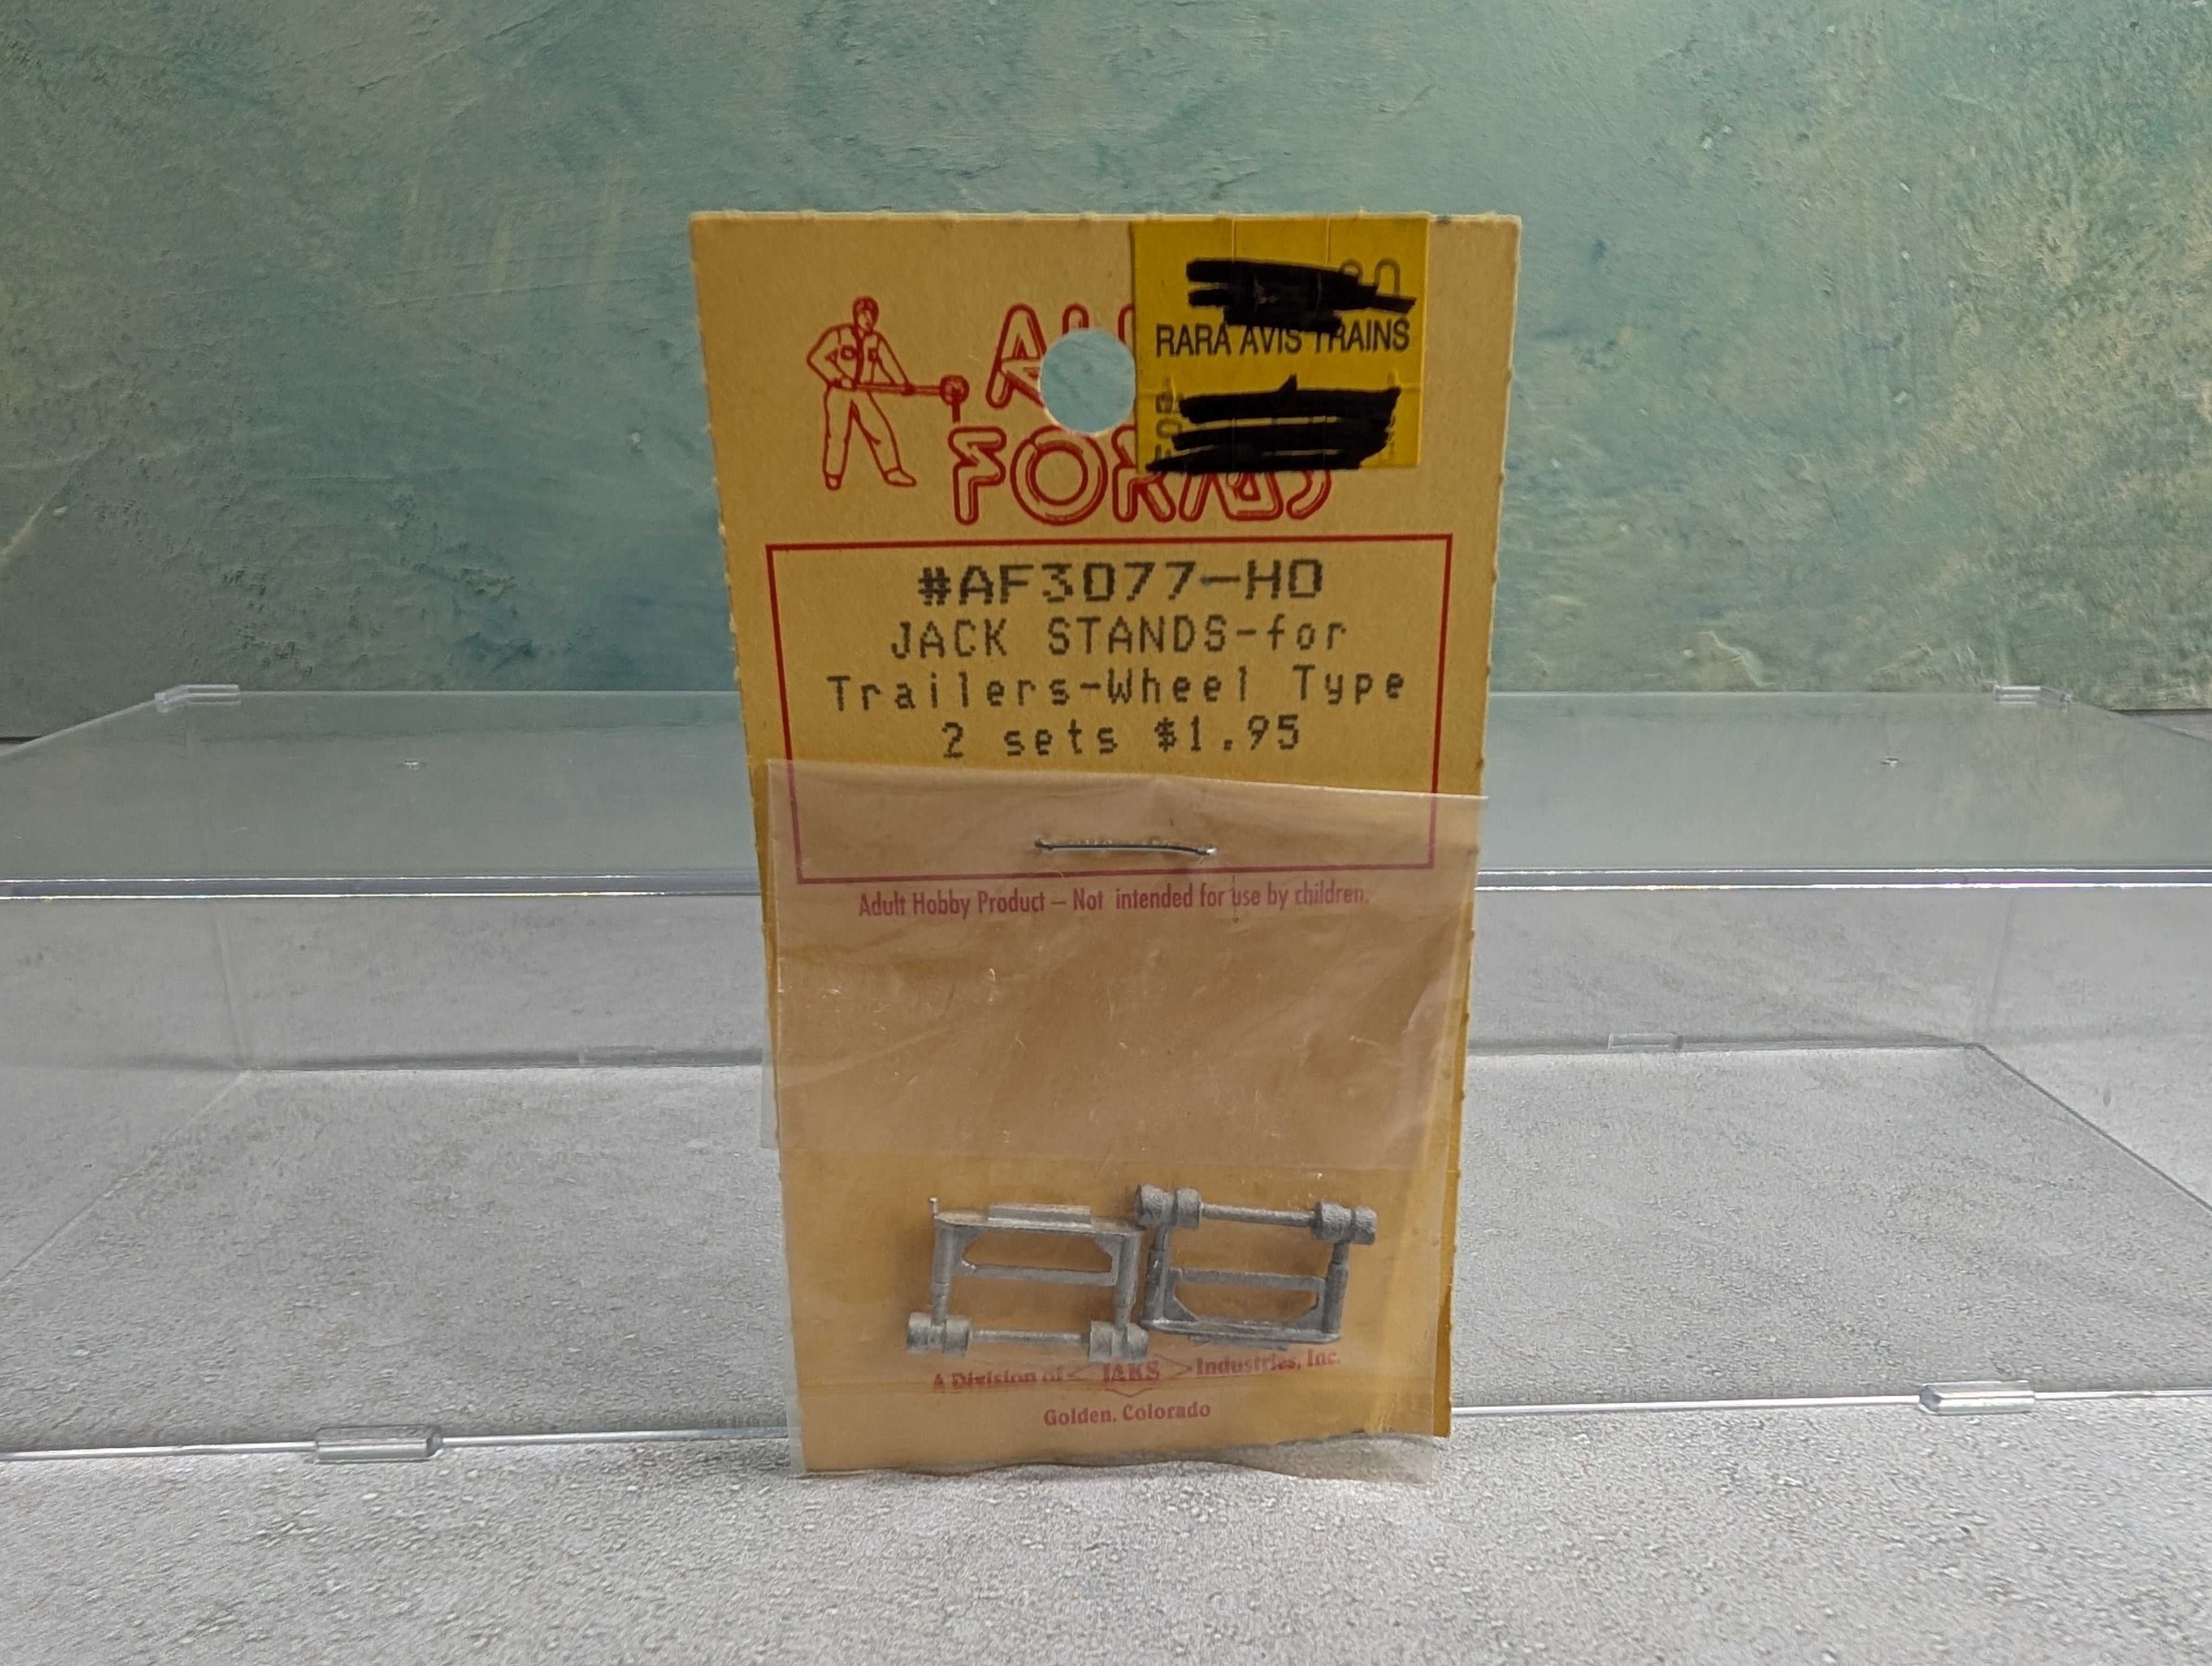 RARA AVIS TRAINS
#AF3077-HO
JACK STANDS-for
Trailers-Wheel Type
2 sets $1.95
Adult Hobby Product – Not intended for use by children.
A Division of JAKS Industries, Inc.
Golden, Colorado